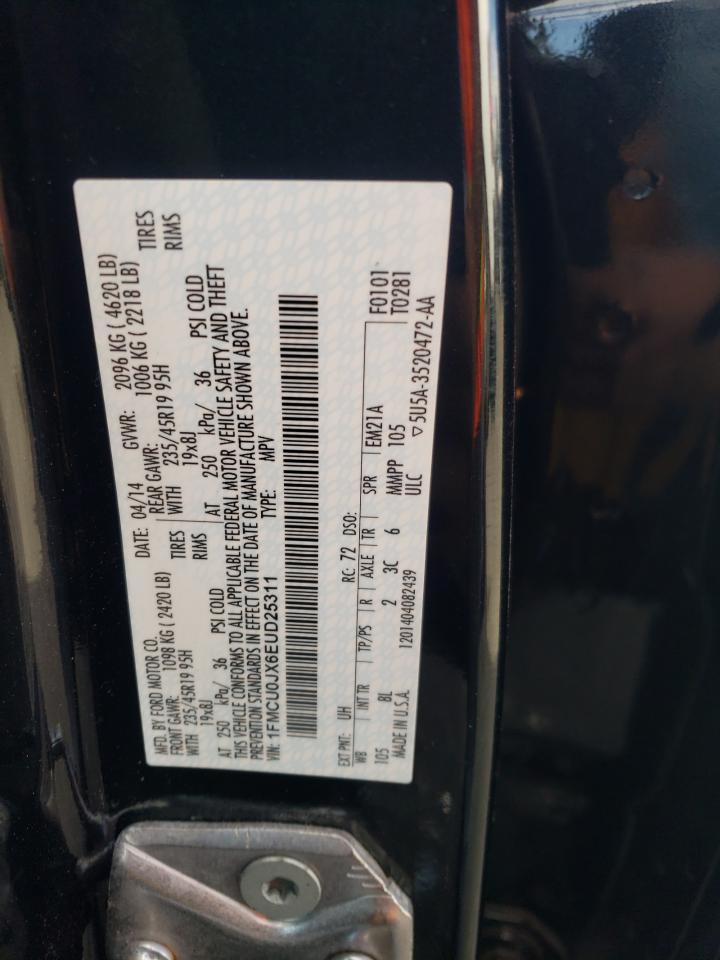 MFD. BY FORD MOTOR CO. DATE: 04/14 GVWR: 2096 KG ( 4620 LB)
FRONT GAWR: 1098 KG ( 2420 LB) REAR GAWR: 1006 KG ( 2218 LB)
WITH 235/45R19 95H TIRES WITH 235/45R19 95H TIRES
19x8J RIMS 19x8J RIMS
AT 250 kPa/ 36 PSI COLD AT 250 kPa/ 36 PSI COLD
THIS VEHICLE CONFORMS TO ALL APPLICABLE FEDERAL MOTOR VEHICLE SAFETY AND THEFT
PREVENTION STANDARDS IN EFFECT ON THE DATE OF MANUFACTURE SHOWN ABOVE.
VIN: 1FMCU0JX6EUD25311 TYPE: MPV
EXT PNT: UH RC: 72 DSO: F0101
WB INT TR TP/PS R AXLE TR SPR EM21A T0281
105 8L 2 3C 6 MMPP 105
MADE IN U.S.A. 1201404082439 ULC ▽5U5A-3520472-AA